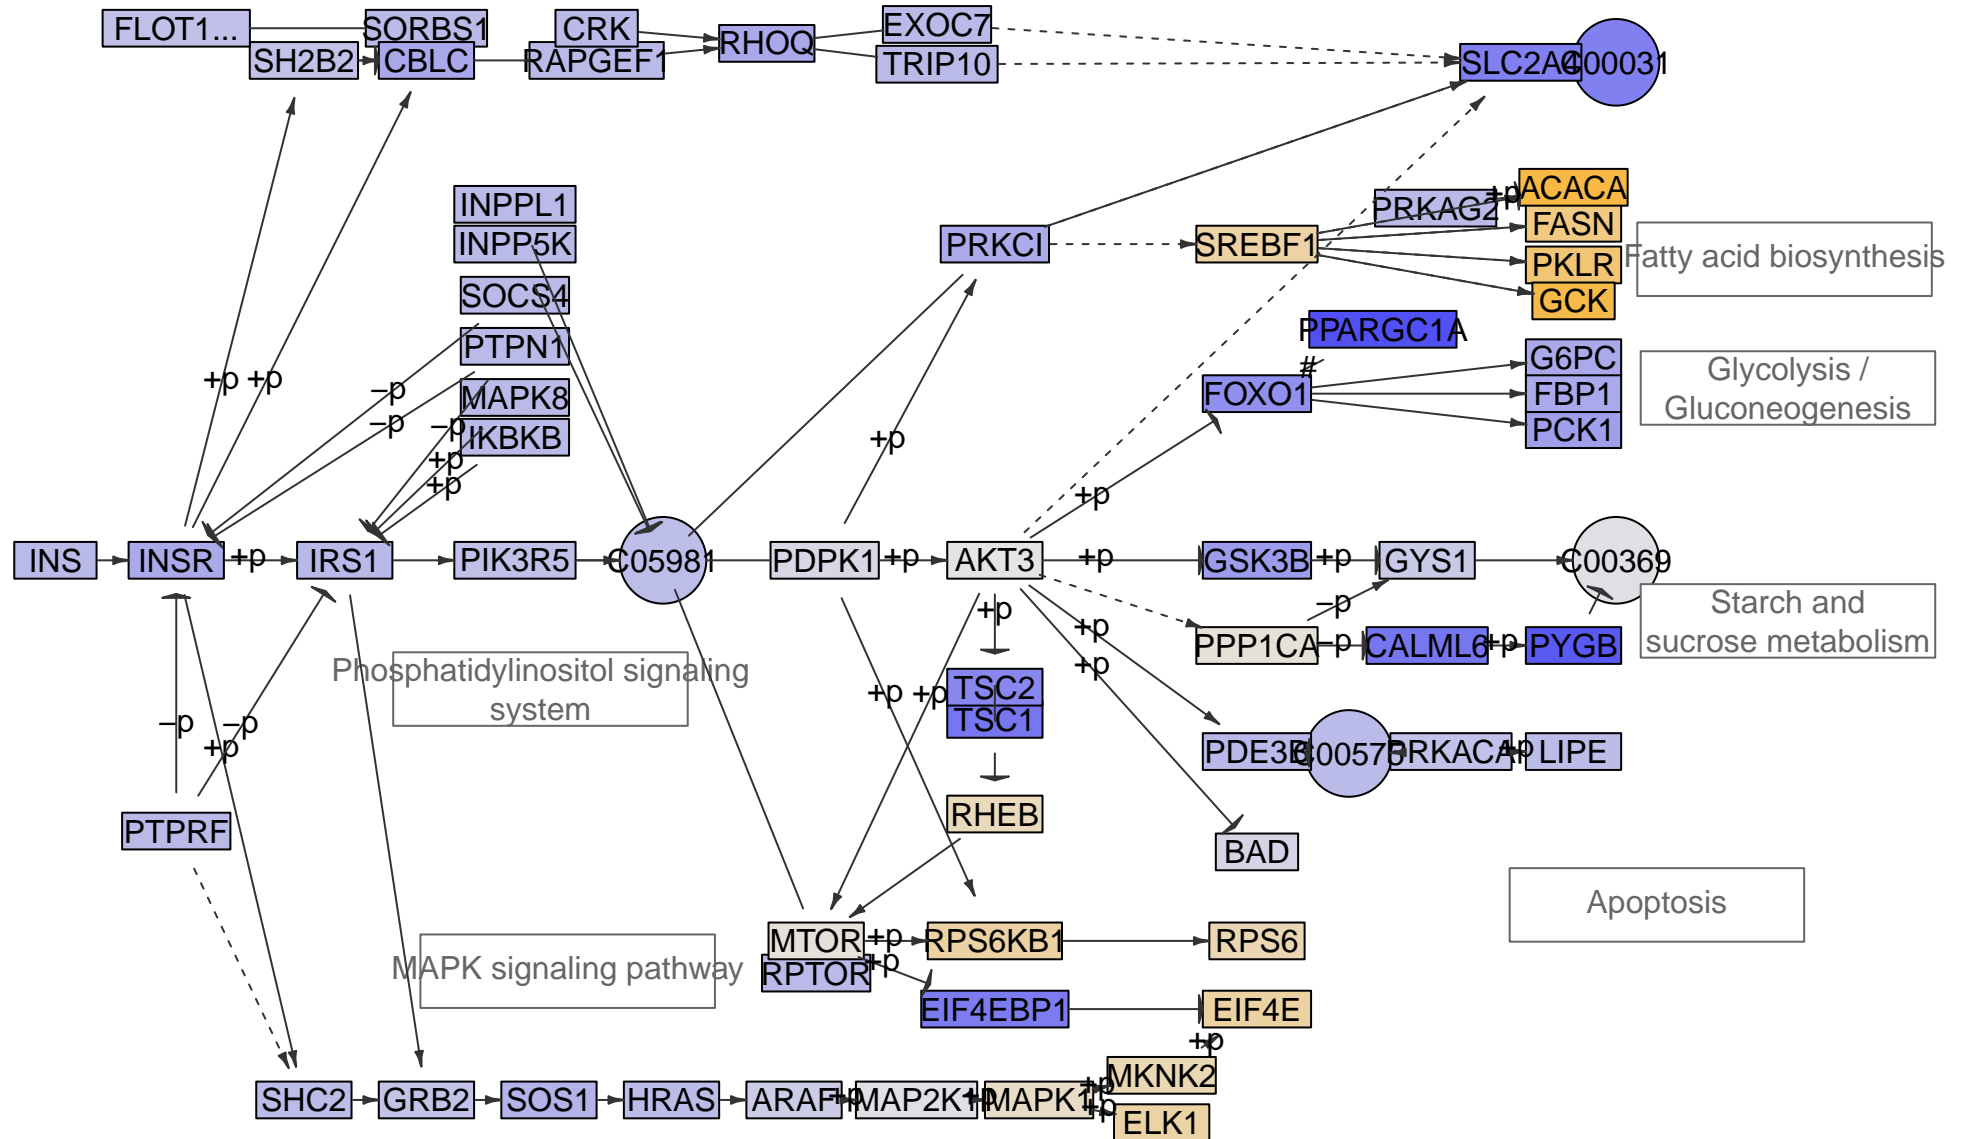 FLOT1...
SORBS1
CRK
RHOQ
EXOC7
SH2B2
CBLC
RAPGEF1
TRIP10
SLC2A4
C00031
INPPL1
INPP5K
SOCS4
PTPN1
MAPK8
IKBKB
PRKCI
SREBF1
PRKAG2
+p
ACACA
FASN
PKLR
GCK
Fatty acid biosynthesis
PPARGC1A
#
FOXO1
G6PC
FBP1
PCK1
Glycolysis /
Gluconeogenesis
+p
+p
–p
–p
–p
+p
+p
+p
+p
INS
INSR
+p
IRS1
PIK3R5
C05981
PDPK1
+p
AKT3
+p
GSK3B
+p
GYS1
C00369
–p
Starch and
sucrose metabolism
+p
+p
+p
PPP1CA
–p
CALML6
+p
PYGB
Phosphatidylinositol signaling
system
+p
+p
TSC2
TSC1
–p
–p
+p
PDE3B
C00575
PRKACA
+p
LIPE
PTPRF
RHEB
BAD
Apoptosis
MAPK signaling pathway
MTOR
RPTOR
+p
+p
RPS6KB1
RPS6
EIF4EBP1
EIF4E
+p
SHC2
GRB2
SOS1
HRAS
ARAF
+p
MAP2K1
+p
MAPK1
+p
+p
MKNK2
ELK1